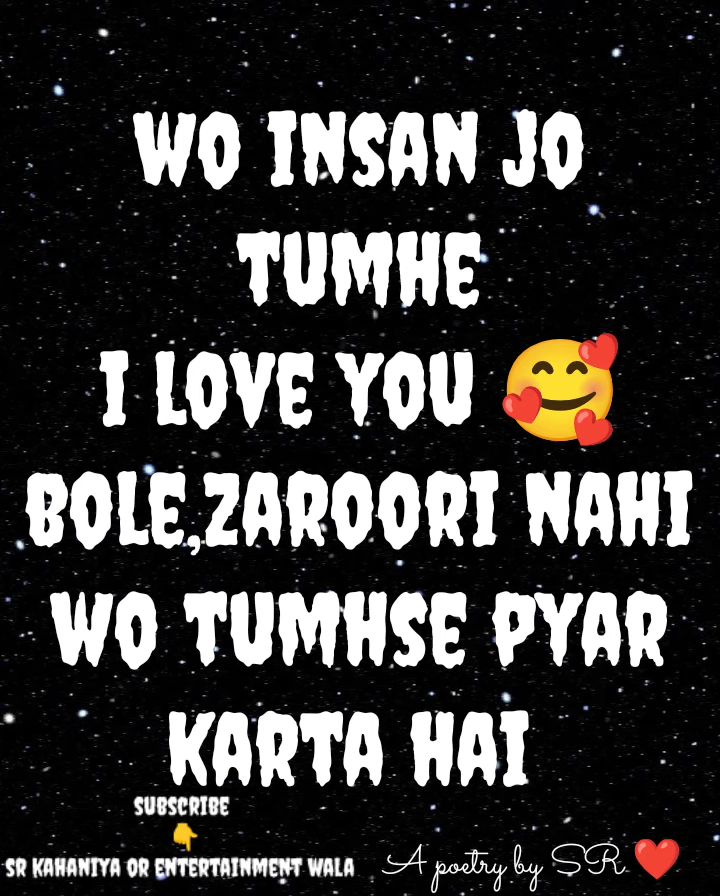 WO INSAN JO
TUMHE
I LOVE YOU 🥰
BOLE,ZAROORI NAHI
WO TUMHSE PYAR
KARTA HAI
SUBSCRIBE
👇
SR KAHANIYA OR ENTERTAINMENT WALA
A poetry by SR ❤️